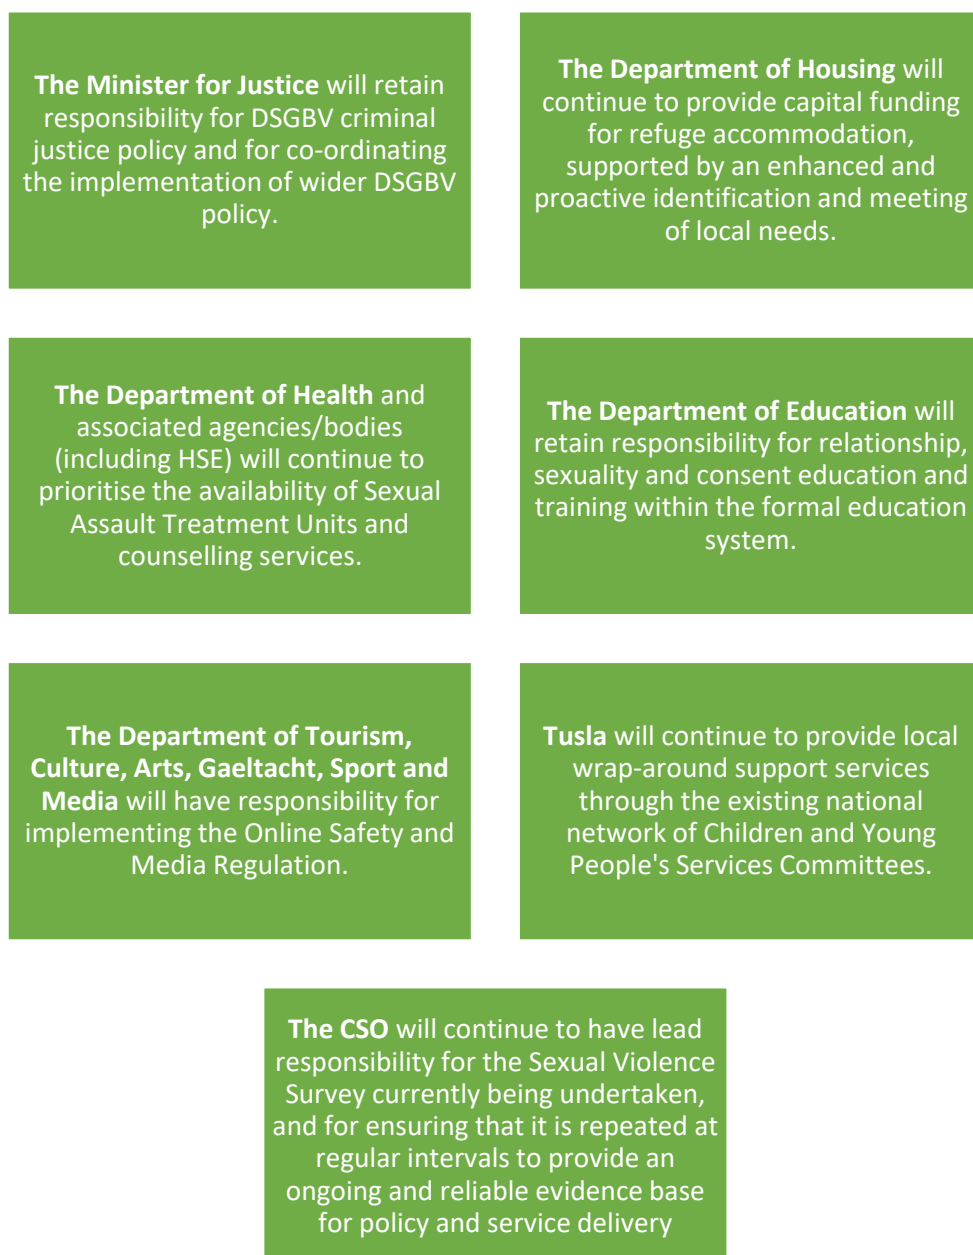 The Minister for Justice will retain
responsibility for DSGBV criminal
justice policy and for co-ordinating
the implementation of wider DSGBV
policy.
The Department of Housing will
continue to provide capital funding
for refuge accommodation,
supported by an enhanced and
proactive identification and meeting
of local needs.
The Department of Health and
associated agencies/bodies
(including HSE) will continue to
prioritise the availability of Sexual
Assault Treatment Units and
counselling services.
The Department of Education will
retain responsibility for relationship,
sexuality and consent education and
training within the formal education
system.
The Department of Tourism,
Culture, Arts, Gaeltacht, Sport and
Media will have responsibility for
implementing the Online Safety and
Media Regulation.
Tusla will continue to provide local
wrap-around support services
through the existing national
network of Children and Young
People's Services Committees.
The CSO will continue to have lead
responsibility for the Sexual Violence
Survey currently being undertaken,
and for ensuring that it is repeated at
regular intervals to provide an
ongoing and reliable evidence base
for policy and service delivery